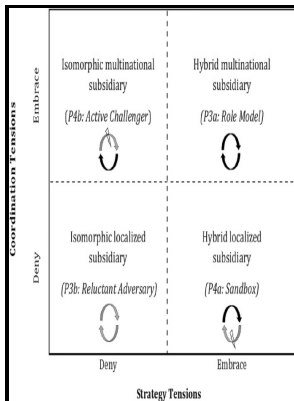 Coordination Tensions
Embrace
Deny
Isomorphic multinational
subsidiary
(P4b: Active Challenger)
Hybrid multinational
subsidiary
(P3a: Role Model)
Isomorphic localized
subsidiary
(P3b: Reluctant Adversary)
Hybrid localized
subsidiary
(P4a: Sandbox)
Deny
Embrace
Strategy Tensions